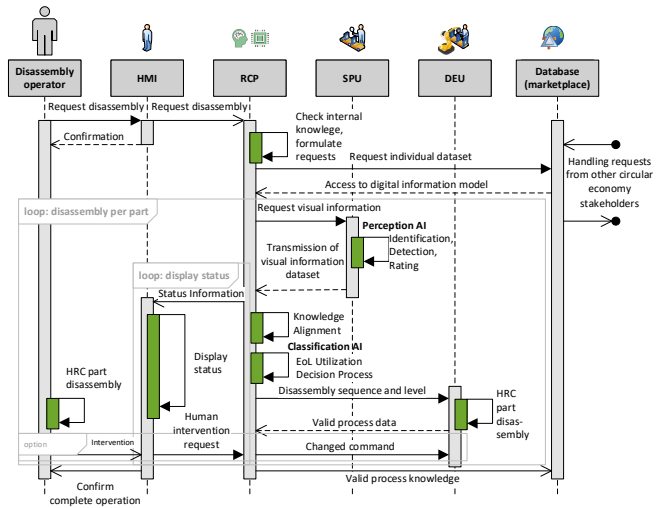 Disassembly
operator
HMI
RCP
SPU
DEU
Database
(marketplace)
Request disassembly
Request disassembly
Confirmation
Check internal
knowlege,
formulate
requests
Request individual dataset
Handling requests
from other circular
economy
stakeholders
Access to digital information model
loop: disassembly per part
Request visual information
Perception AI
Identification,
Detection,
Rating
Transmission of
visual information
dataset
loop: display status
Status Information
Knowledge
Alignment
Classification AI
EoL Utilization
Decision Process
Display
status
HRC part
disassembly
Disassembly sequence and level
HRC
part
disas-
sembly
Valid process data
Human
intervention
request
option
Intervention
Changed command
Confirm
complete operation
Valid process knowledge